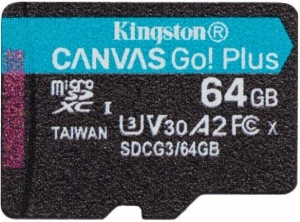 Kingston®
CANVAS Go! Plus
micro SD XC I
64GB
TAIWAN U3 V30 A2 FC X
SDCG3/64GB